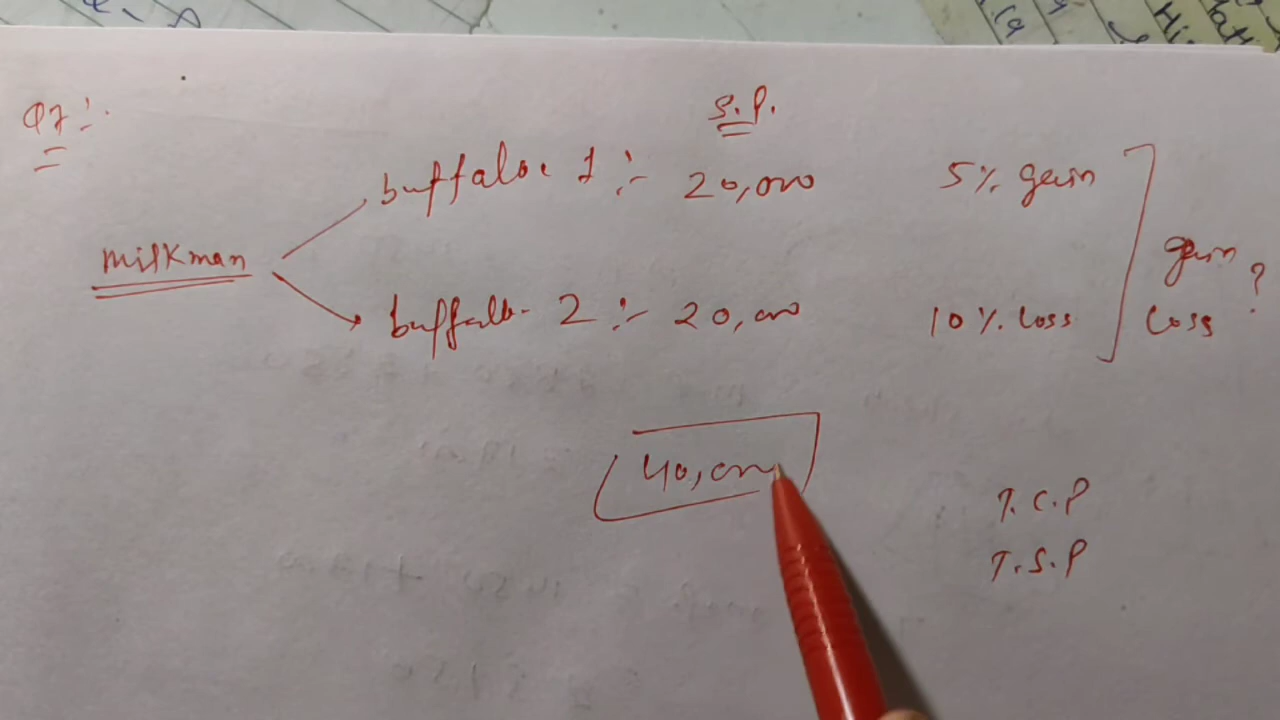 Q7:-
S.P.
buffaloe 1 :- 20,000 5% gain
milkman gain
buffalo 2 :- 20,000 10% loss loss ?
40,000
T.C.P
T.S.P